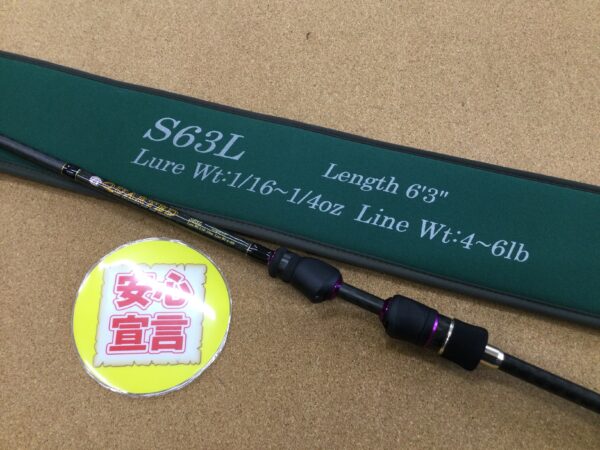 S63L
Length 6'3"
Lure Wt:1/16~1/4oz
Line Wt:4~6lb
安心
宣言